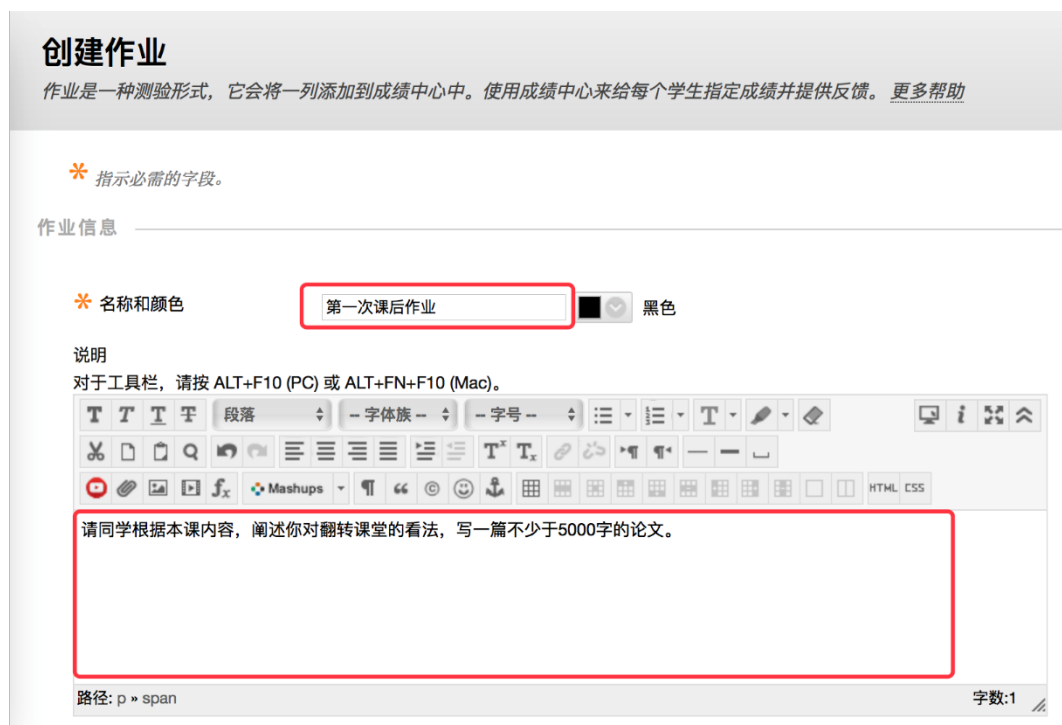 创建作业
作业是一种测验形式，它会将一列添加到成绩中心中。使用成绩中心来给每个学生指定成绩并提供反馈。 更多帮助
* 指示必需的字段。
作业信息
* 名称和颜色 第一次课后作业 黑色
说明
对于工具栏，请按 ALT+F10 (PC) 或 ALT+FN+F10 (Mac)。
T T T T 段落 -- 字体族 -- -- 字号 -- T i
Tx Tx
fx Mashups HTML CSS
请同学根据本课内容，阐述你对翻转课堂的看法，写一篇不少于5000字的论文。
路径: p » span 字数:1